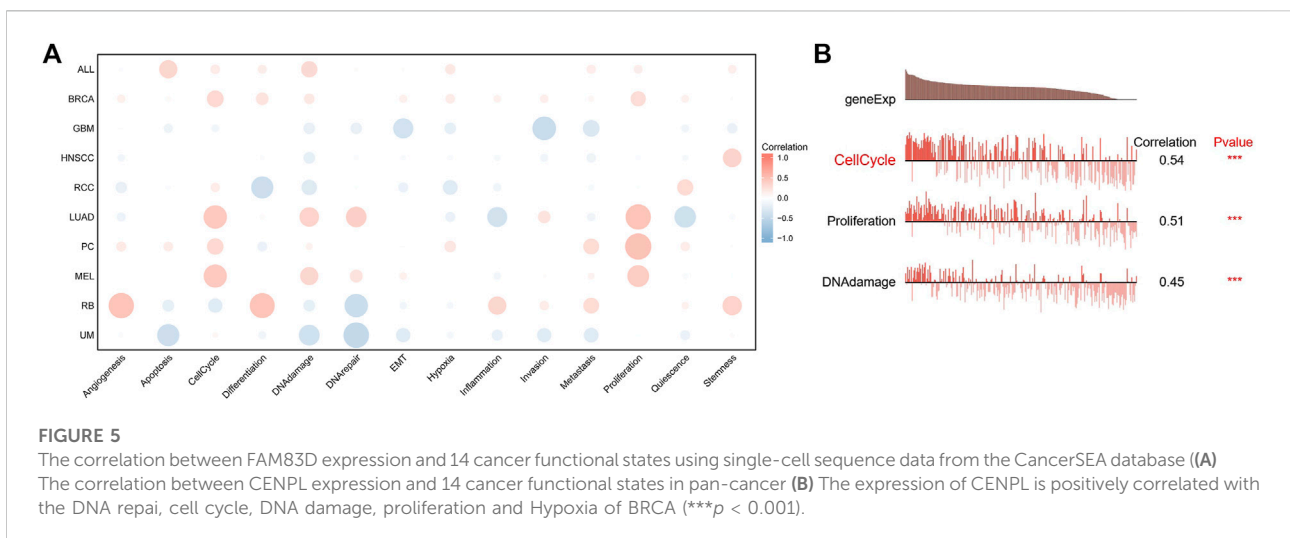 A
ALL
BRCA
GBM
HNSCC
RCC
LUAD
PC
MEL
RB
UM
Angiogenesis
Apoptosis
CellCycle
Differentiation
DNAdamage
DNArepair
EMT
Hypoxia
Inflammation
Invasion
Metastasis
Proliferation
Quiescence
Stemness
Correlation
1.0
0.5
0.0
−0.5
−1.0
B
geneExp
Correlation Pvalue
CellCycle 0.54 ***
Proliferation 0.51 ***
DNAdamage 0.45 ***
FIGURE 5
The correlation between FAM83D expression and 14 cancer functional states using single-cell sequence data from the CancerSEA database ((A)
The correlation between CENPL expression and 14 cancer functional states in pan-cancer (B) The expression of CENPL is positively correlated with
the DNA repai, cell cycle, DNA damage, proliferation and Hypoxia of BRCA (***p < 0.001).